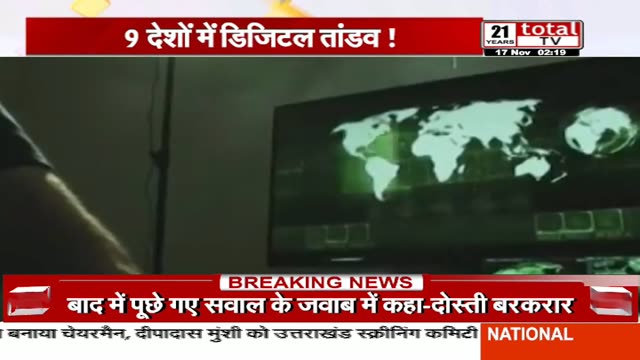 9 देशों में डिजिटल तांडव !
21 YEARS
total TV
17 Nov 02:19
BREAKING NEWS
बाद में पूछे गए सवाल के जवाब में कहा-दोस्ती बरकरार
बनाया चेयरमैन, दीपादास मुंशी को उत्तराखंड स्क्रीनिंग कमिटी
NATIONAL